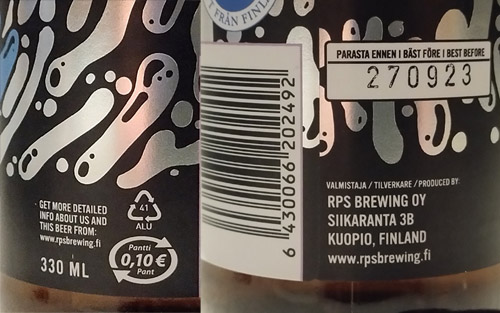 GET MORE DETAILED
INFO ABOUT US AND
THIS BEER FROM:
www.rpsbrewing.fi
330 ML
41
ALU
Pantti
0,10 €
Pant
T FRÅN FINL
PARASTA ENNEN I BÄST FÖRE I BEST BEFORE
270923
6 430066 202492
VALMISTAJA / TILVERKARE / PRODUCED BY:
RPS BREWING OY
SIIKARANTA 3B
KUOPIO, FINLAND
www.rpsbrewing.fi